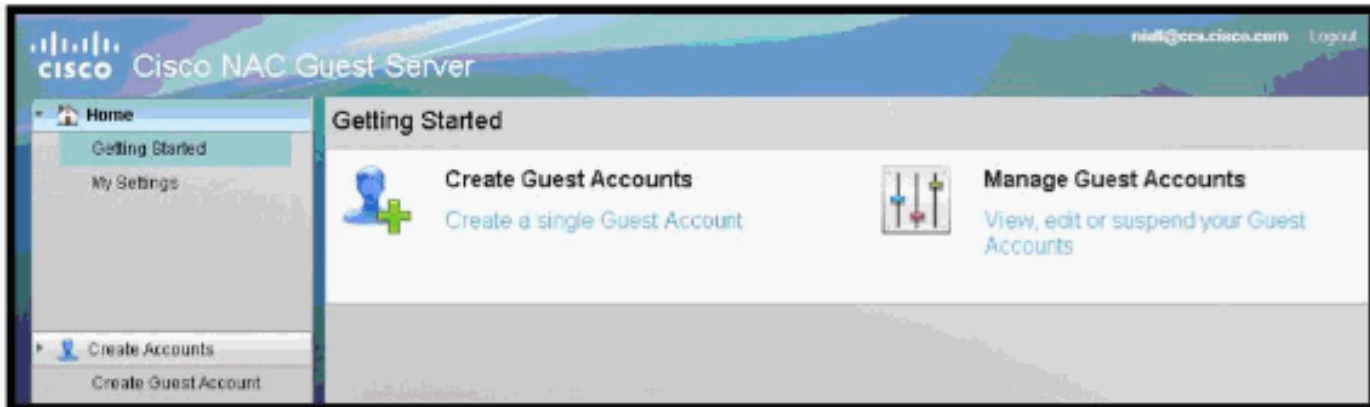 CISCO Cisco NAC Guest Server
@cca.cisco.com Logout
Home
Getting Started
My Settings
Create Accounts
Create Guest Account
Getting Started
Create Guest Accounts
Create a single Guest Account
Manage Guest Accounts
View, edit or suspend your Guest
Accounts